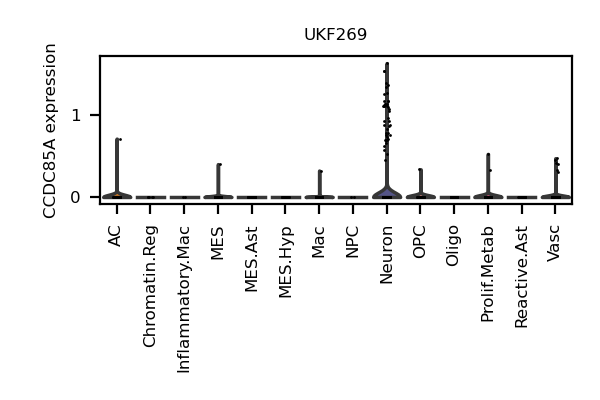 UKF269
CCDC85A expression
1
0
AC
Chromatin.Reg
Inflammatory.Mac
MES
MES.Ast
MES.Hyp
Mac
NPC
Neuron
OPC
Oligo
Prolif.Metab
Reactive.Ast
Vasc